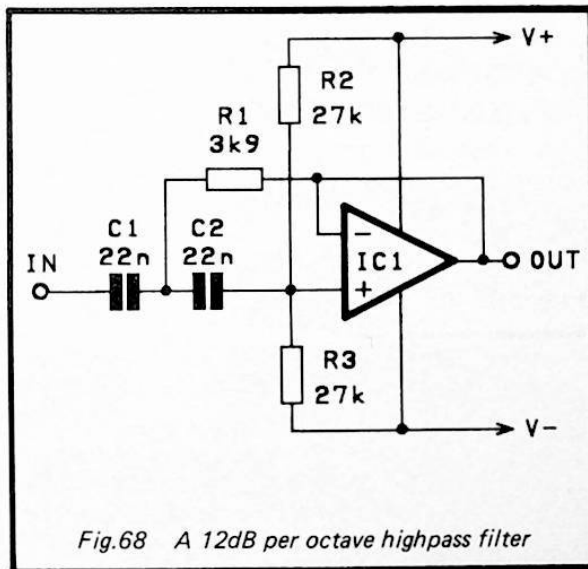 V+
R2
27k
R1
3k9
C1
22n
C2
22n
IN
−
IC1
+
OUT
R3
27k
V-
Fig.68 A 12dB per octave highpass filter